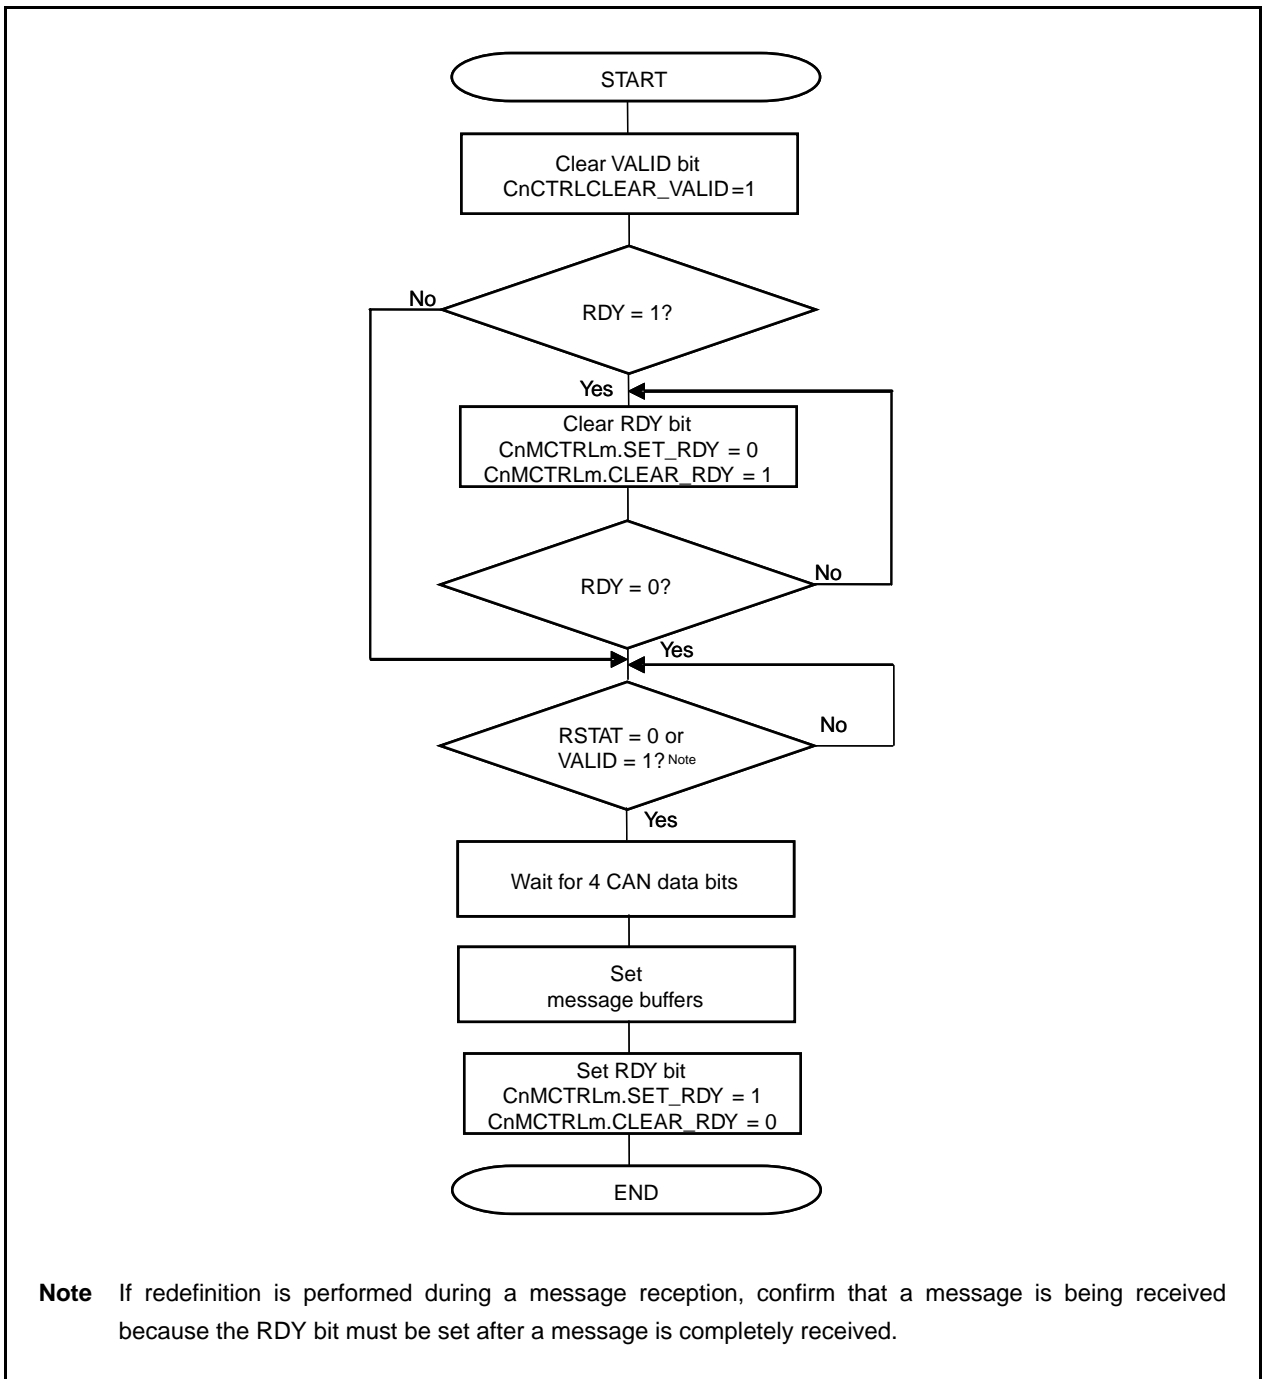 START
Clear VALID bit
CnCTRLCLEAR_VALID=1
RDY = 1?
No
Yes
Clear RDY bit
CnMCTRLm.SET_RDY = 0
CnMCTRLm.CLEAR_RDY = 1
RDY = 0?
No
Yes
RSTAT = 0 or
VALID = 1? Note
No
Yes
Wait for 4 CAN data bits
Set
message buffers
Set RDY bit
CnMCTRLm.SET_RDY = 1
CnMCTRLm.CLEAR_RDY = 0
END
Note If redefinition is performed during a message reception, confirm that a message is being received
because the RDY bit must be set after a message is completely received.